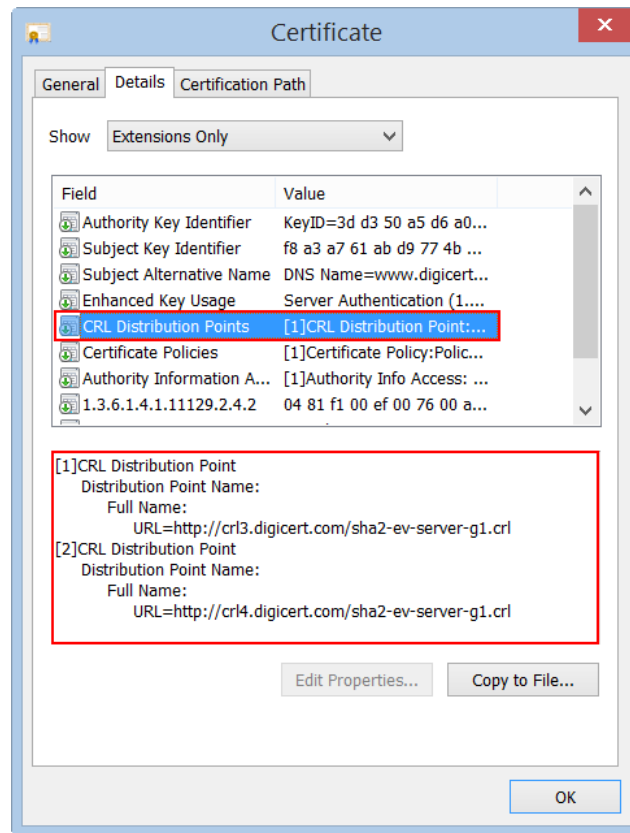 Certificate
General Details Certification Path
Show Extensions Only
Field Value
Authority Key Identifier KeyID=3d d3 50 a5 d6 a0...
Subject Key Identifier f8 a3 a7 61 ab d9 77 4b ...
Subject Alternative Name DNS Name=www.digicert...
Enhanced Key Usage Server Authentication (1....
CRL Distribution Points [1]CRL Distribution Point:...
Certificate Policies [1]Certificate Policy:Polic...
Authority Information A... [1]Authority Info Access: ...
1.3.6.1.4.1.11129.2.4.2 04 81 f1 00 ef 00 76 00 a...
[1]CRL Distribution Point
Distribution Point Name:
Full Name:
URL=http://crl3.digicert.com/sha2-ev-server-g1.crl
[2]CRL Distribution Point
Distribution Point Name:
Full Name:
URL=http://crl4.digicert.com/sha2-ev-server-g1.crl
Edit Properties... Copy to File...
OK